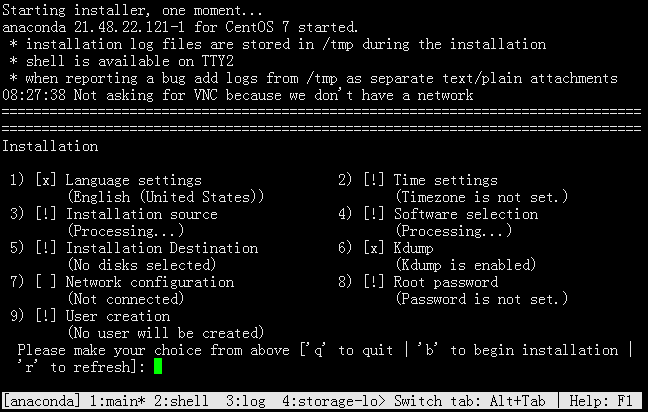 Starting installer, one moment...
anaconda 21.48.22.121-1 for CentOS 7 started.
* installation log files are stored in /tmp during the installation
* shell is available on TTY2
* when reporting a bug add logs from /tmp as separate text/plain attachments
08:27:38 Not asking for VNC because we don't have a network
================================================================================
================================================================================
Installation
1) [x] Language settings 2) [!] Time settings
(English (United States)) (Timezone is not set.)
3) [!] Installation source 4) [!] Software selection
(Processing...) (Processing...)
5) [!] Installation Destination 6) [x] Kdump
(No disks selected) (Kdump is enabled)
7) [ ] Network configuration 8) [!] Root password
(Not connected) (Password is not set.)
9) [!] User creation
(No user will be created)
Please make your choice from above ['q' to quit | 'b' to begin installation |
'r' to refresh]:
[anaconda] 1:main* 2:shell 3:log 4:storage-lo> Switch tab: Alt+Tab | Help: F1